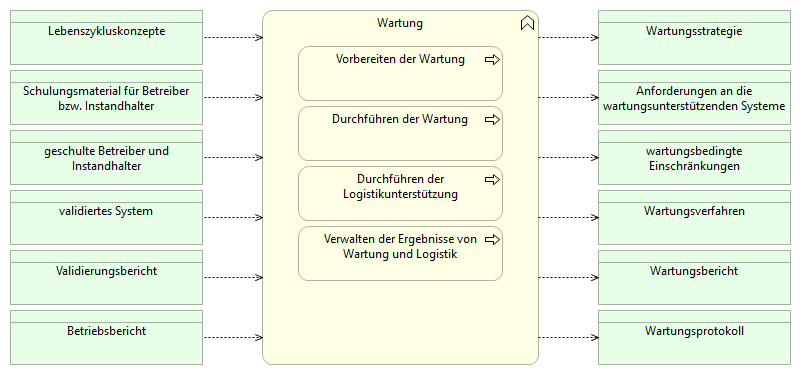 Lebenszykluskonzepte
Schulungsmaterial für Betreiber
bzw. Instandhalter
geschulte Betreiber und
Instandhalter
validiertes System
Validierungsbericht
Betriebsbericht
Wartung
Vorbereiten der Wartung
Durchführen der Wartung
Durchführen der
Logistikunterstützung
Verwalten der Ergebnisse von
Wartung und Logistik
Wartungsstrategie
Anforderungen an die
wartungsunterstützenden Systeme
wartungsbedingte
Einschränkungen
Wartungsverfahren
Wartungsbericht
Wartungsprotokoll